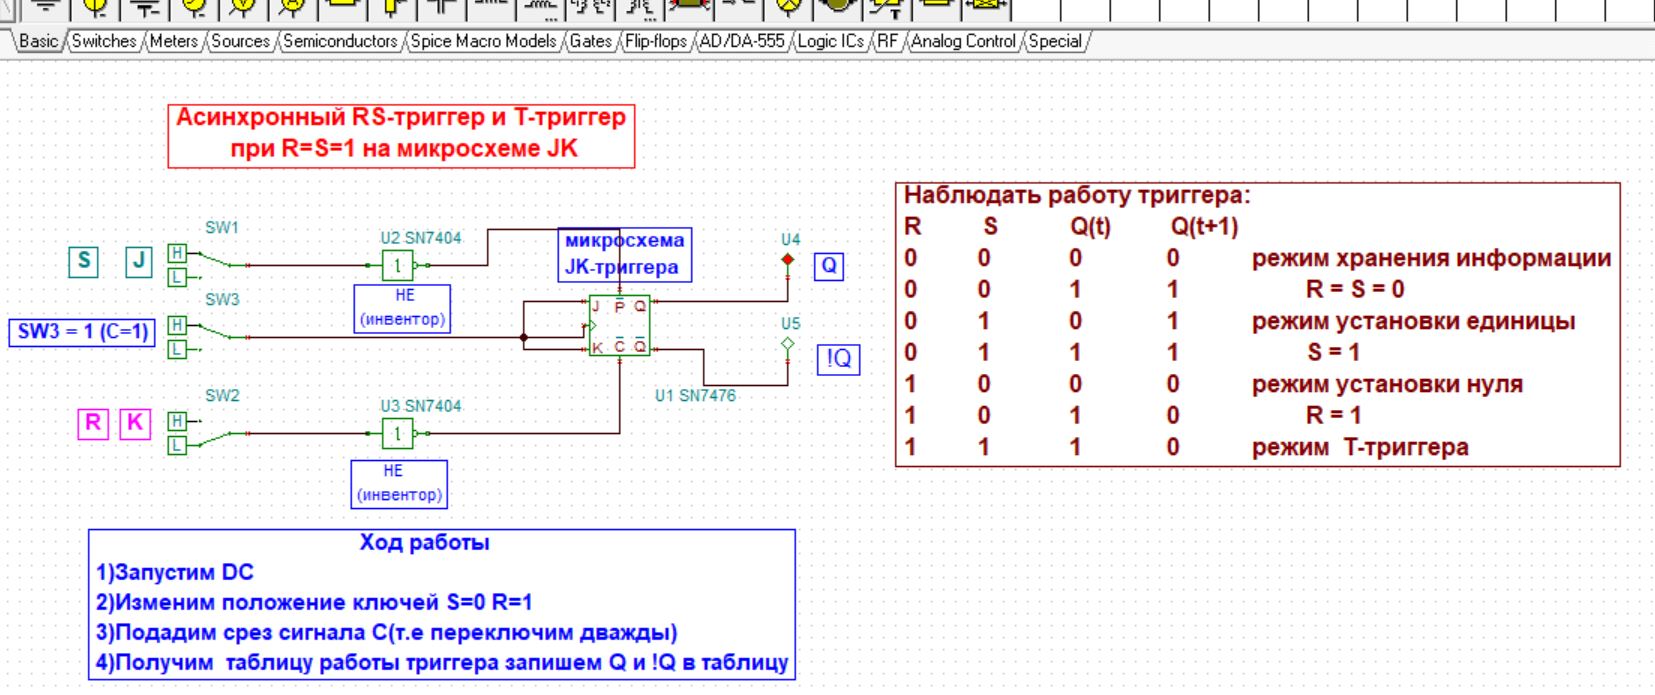 Basic Switches Meters Sources Semiconductors Spice Macro Models Gates Flip-flops AD/DA-555 Logic ICs RF Analog Control Special
Асинхронный RS-триггер и Т-триггер
при R=S=1 на микросхеме JK
S J
SW1
H
L
U2 SN7404
1
НЕ
(инвентор)
микросхема
JK-триггера
U4
Q
SW3 = 1 (C=1)
SW3
H
L
J P Q
K C Q
U1 SN7476
U5
!Q
R K
SW2
H
L
U3 SN7404
1
НЕ
(инвентор)
Наблюдать работу триггера:
R S Q(t) Q(t+1)
0 0 0 0 режим хранения информации
0 0 1 1 R = S = 0
0 1 0 1 режим установки единицы
0 1 1 1 S = 1
1 0 0 0 режим установки нуля
1 0 1 0 R = 1
1 1 1 0 режим Т-триггера
Ход работы
1)Запустим DC
2)Изменим положение ключей S=0 R=1
3)Подадим срез сигнала С(т.е переключим дважды)
4)Получим таблицу работы триггера запишем Q и !Q в таблицу